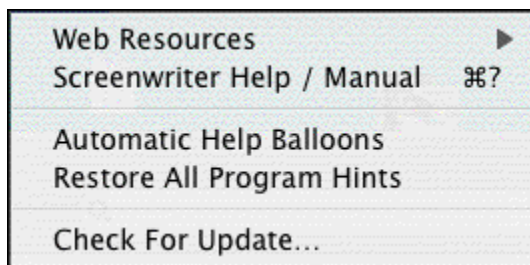 Web Resources
Screenwriter Help / Manual ⌘?
Automatic Help Balloons
Restore All Program Hints
Check For Update...